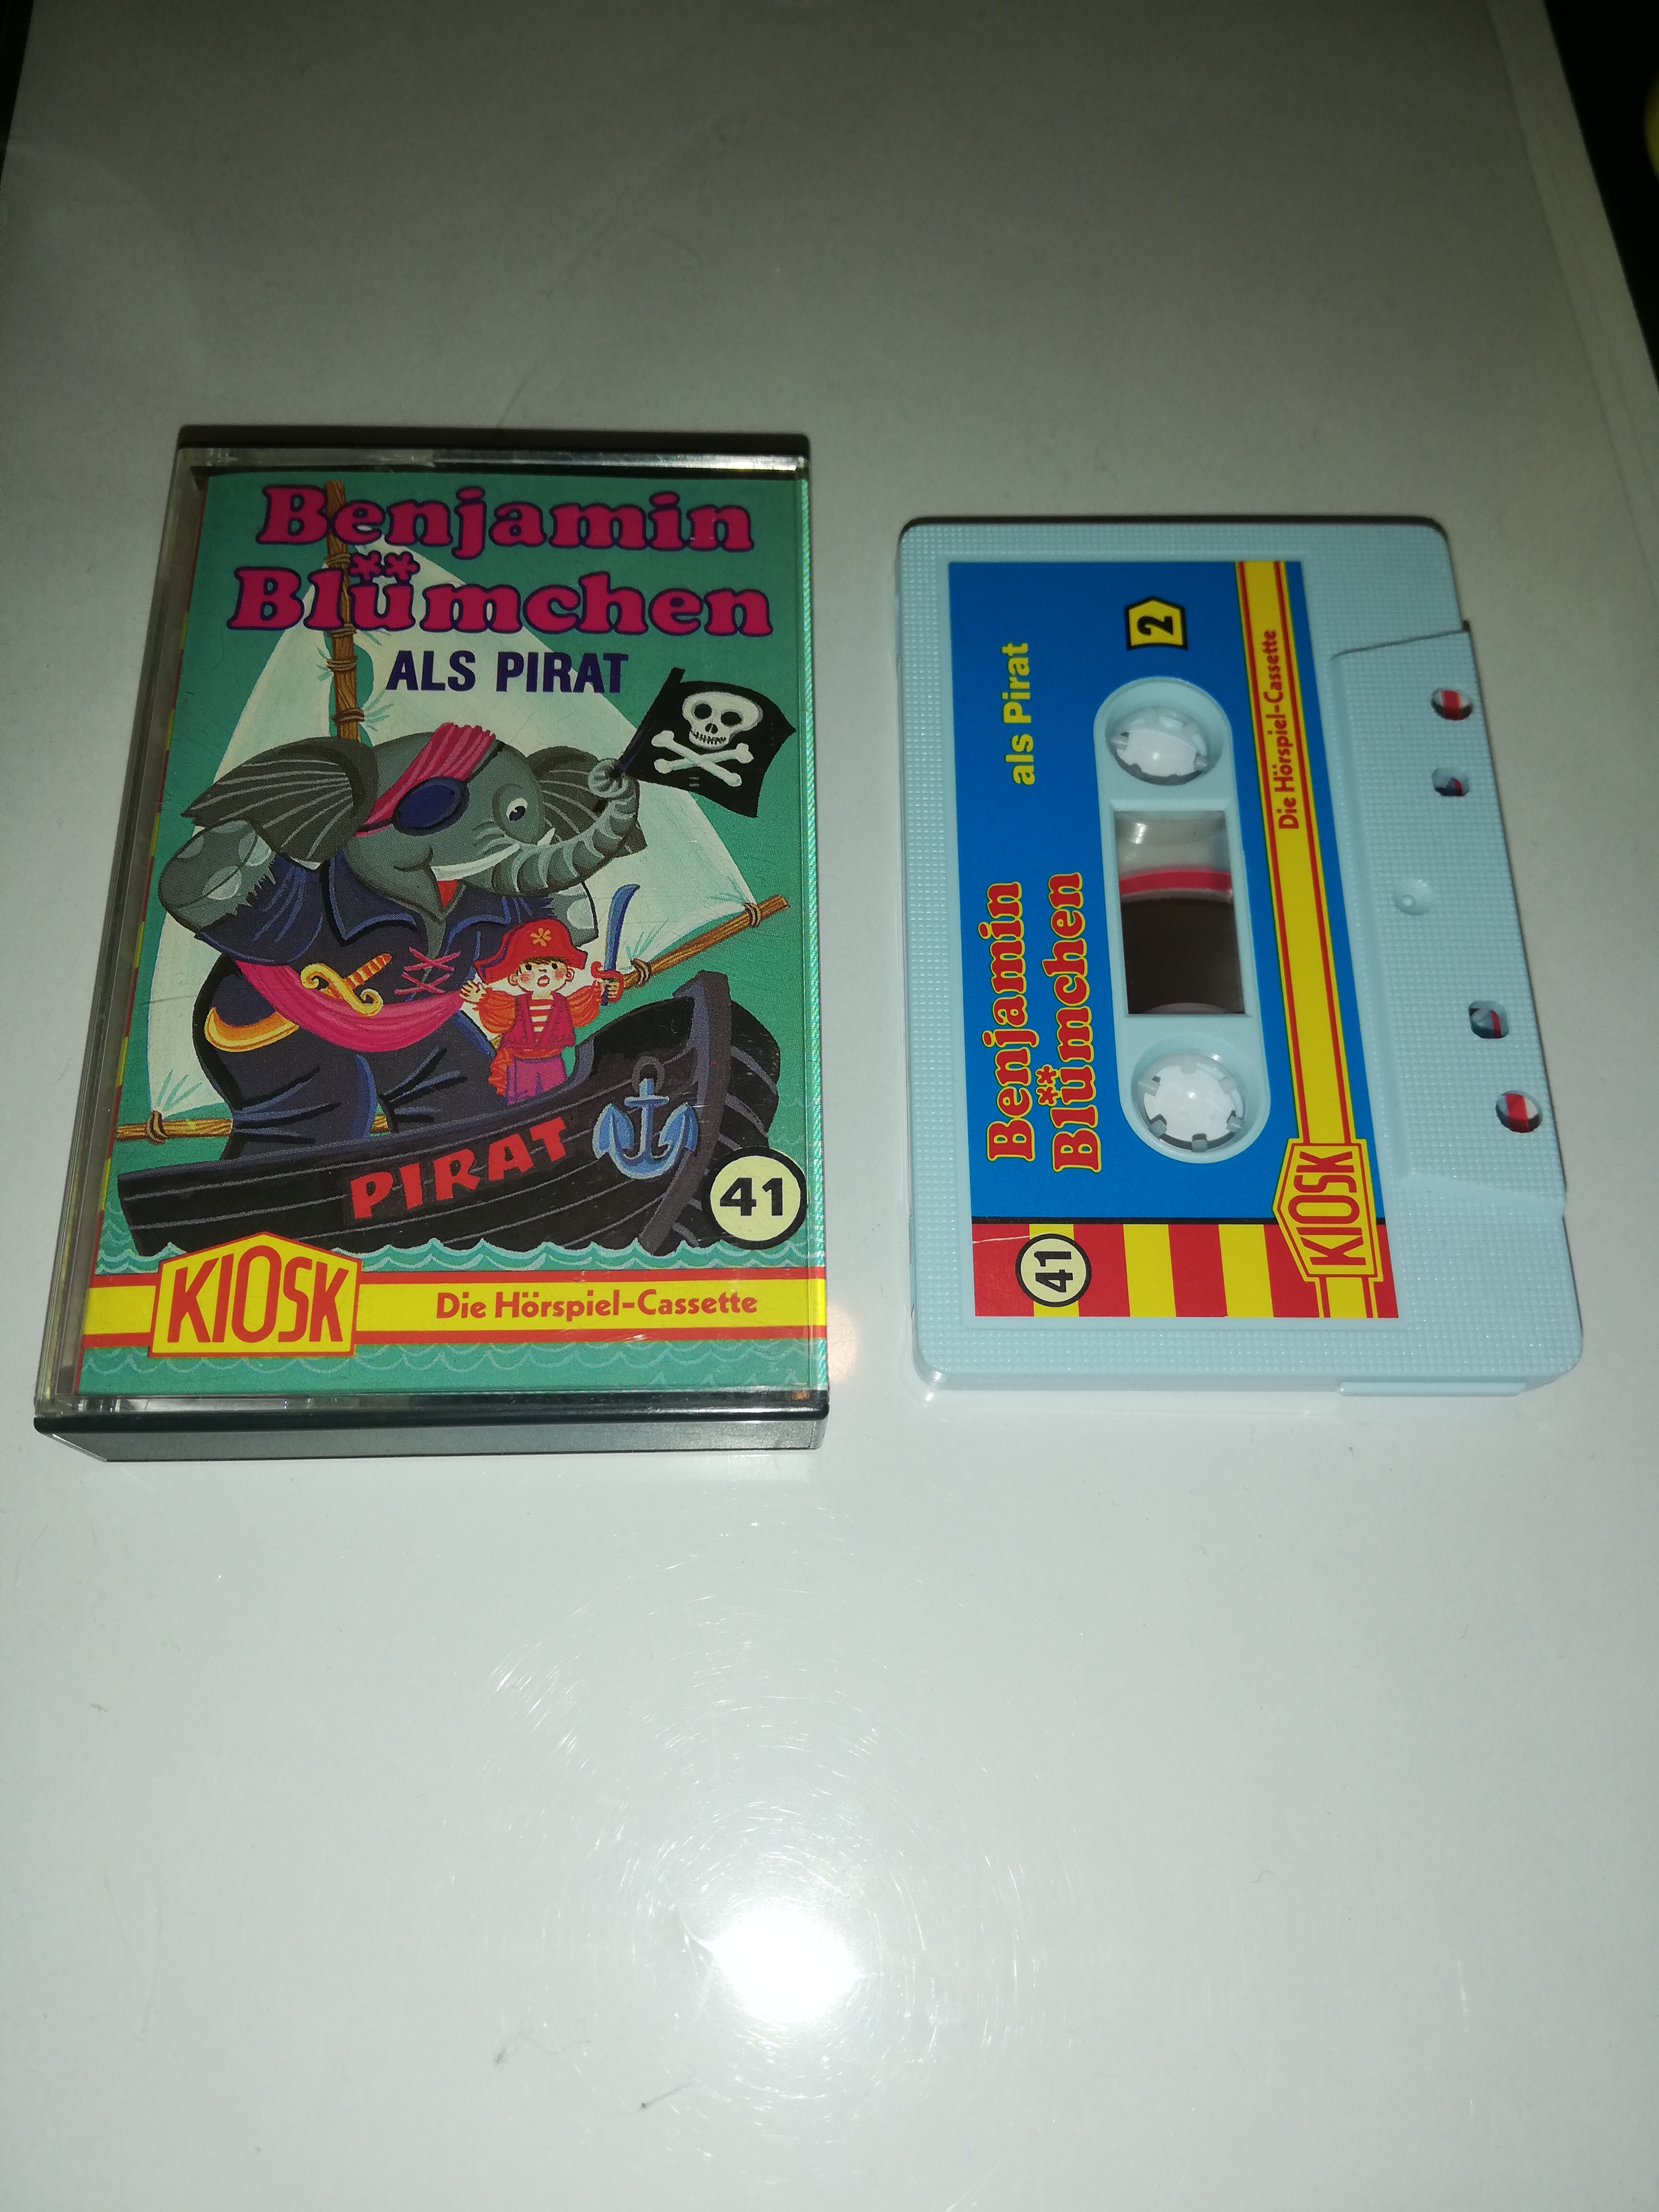 Benjamin
Blümchen
ALS PIRAT
PIRAT
41
KIOSK
Die Hörspiel-Cassette
Benjamin
Blümchen
als Pirat
2
41
KIOSK
Die Hörspiel-Cassette